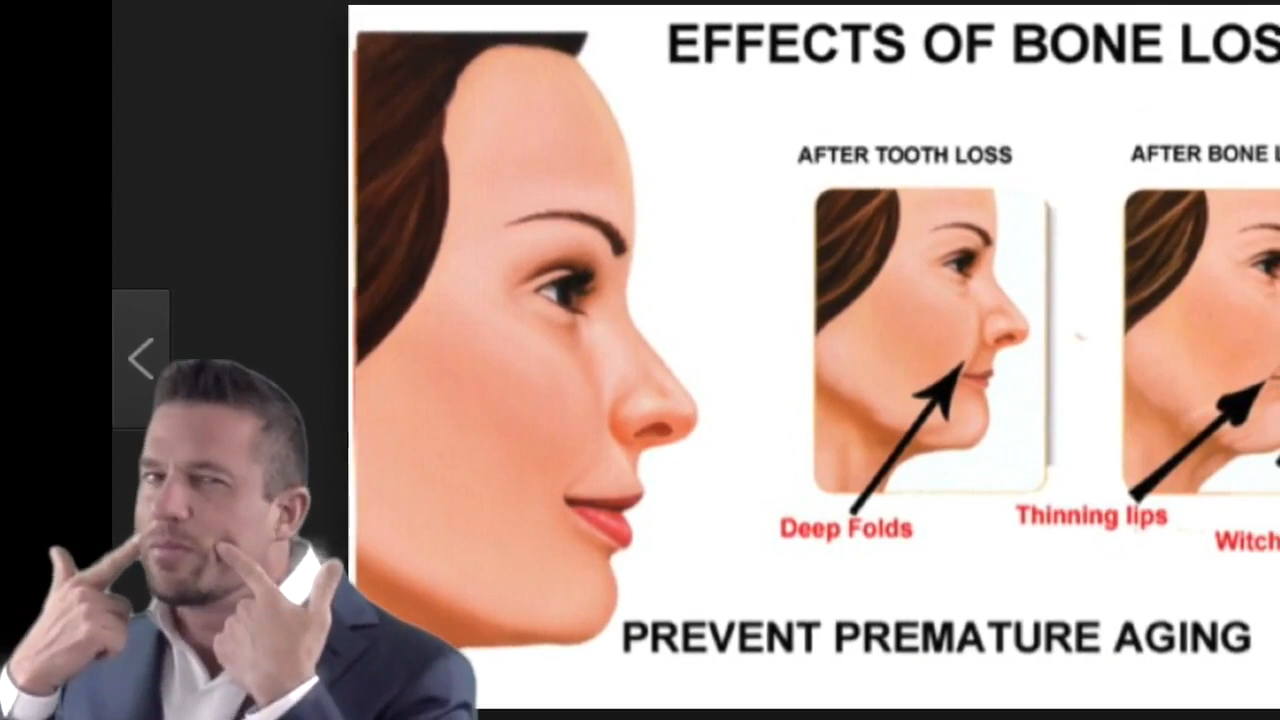 EFFECTS OF BONE LOS
AFTER TOOTH LOSS
AFTER BONE L
Deep Folds
Thinning lips
Witch
PREVENT PREMATURE AGING